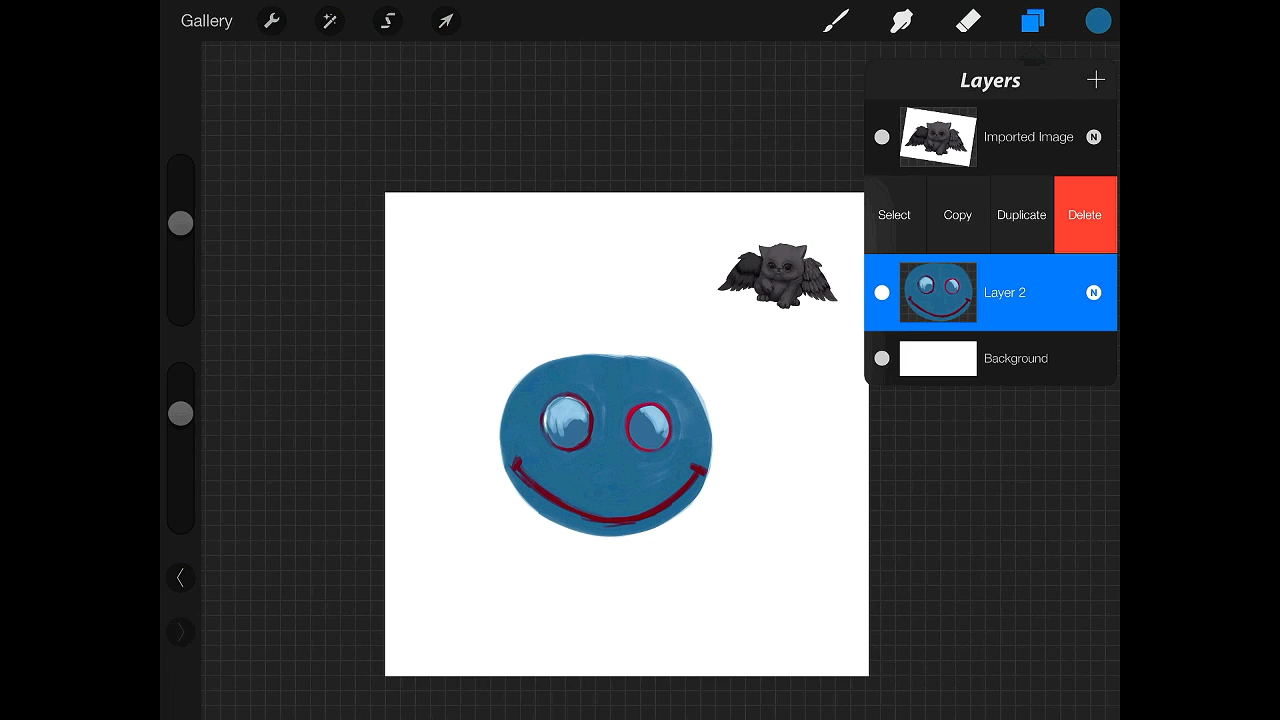 Gallery
Layers
Imported Image N
Select Copy Duplicate Delete
Layer 2 N
Background